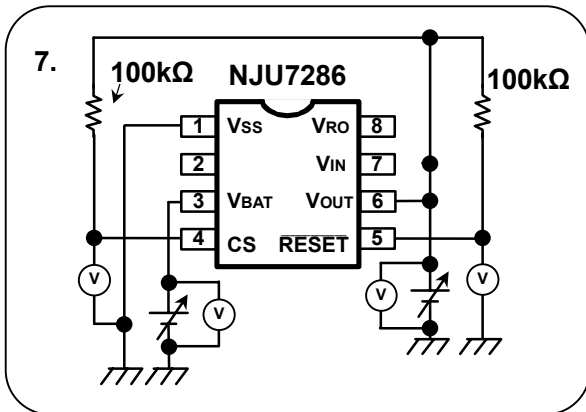 7.
100kΩ
NJU7286
100kΩ
1 VSS VRO 8
2 VIN 7
3 VBAT VOUT 6
4 CS RESET 5
V
V
V
V